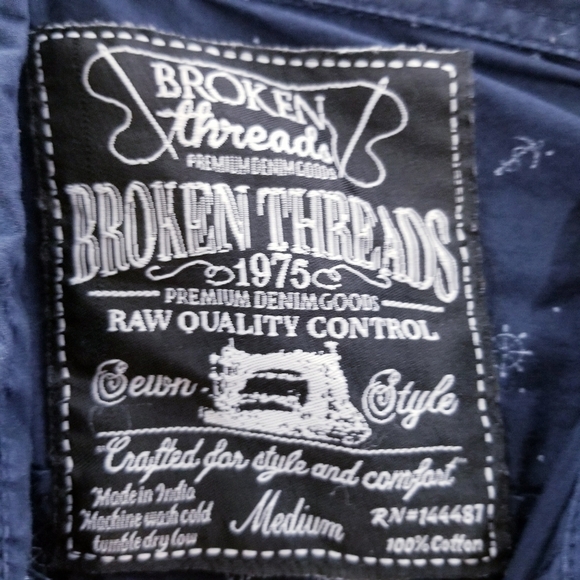 BROKEN
threads
PREMIUM DENIM GOODS
BROKEN THREADS
1975
PREMIUM DENIM GOODS
RAW QUALITY CONTROL
Sewn Style
"Crafted for style and comfort"
Made in India
Machine wash cold
tumble dry low
Medium
RN#144487
100% Cotton